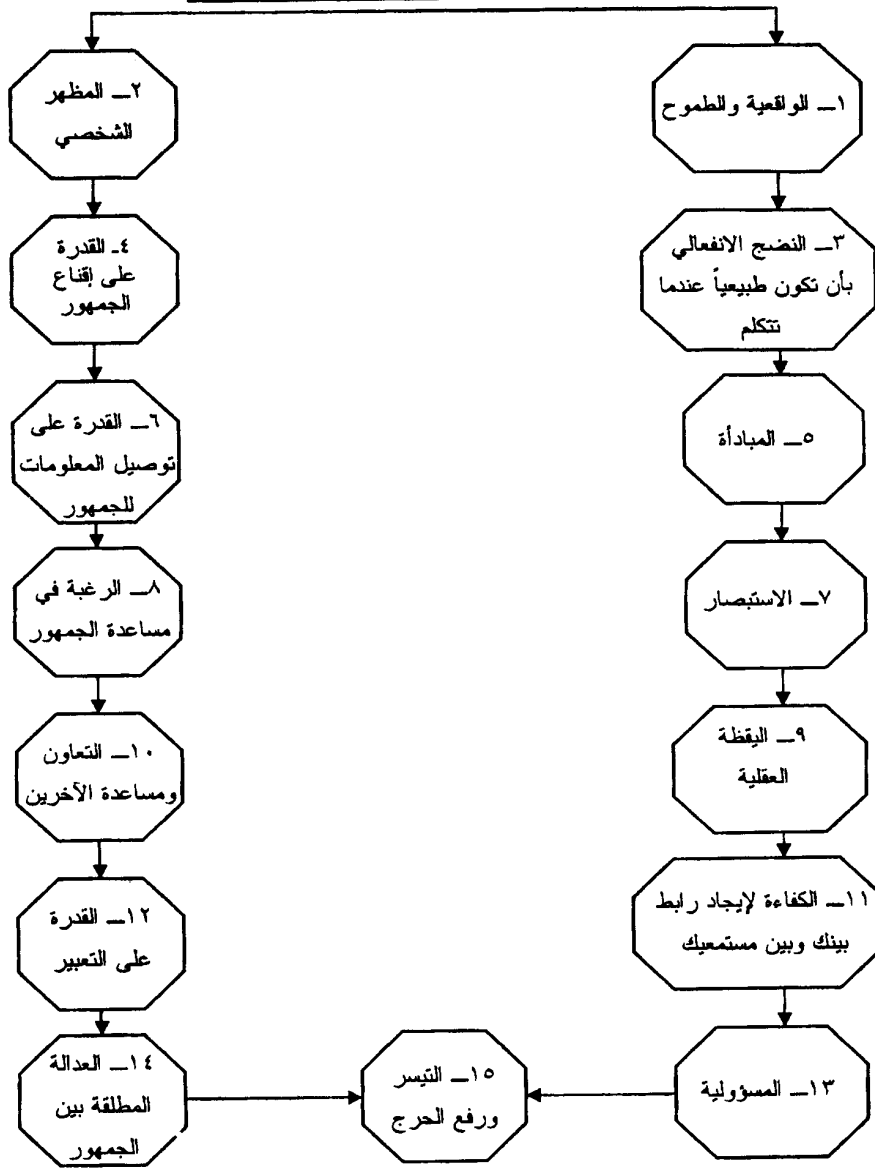 ١ـ الواقعية والطموح
٢ـ المظهر
الشخصي
٣ـ النضج الانفعالي
بأن تكون طبيعياً عندما
تتكلم
٤ـ القدرة
على إقناع
الجمهور
٥ـ المبادأة
٦ـ القدرة على
توصيل المعلومات
للجمهور
٧ـ الاستبصار
٨ـ الرغبة في
مساعدة الجمهور
٩ـ اليقظة
العقلية
١٠ـ التعاون
ومساعدة الآخرين
١١ـ الكفاءة لإيجاد رابط
بينك وبين مستمعيك
١٢ـ القدرة
على التعبير
١٣ـ المسؤولية
١٤ـ العدالة
المطلقة بين
الجمهور
١٥ـ التيسر
ورفع الحرج